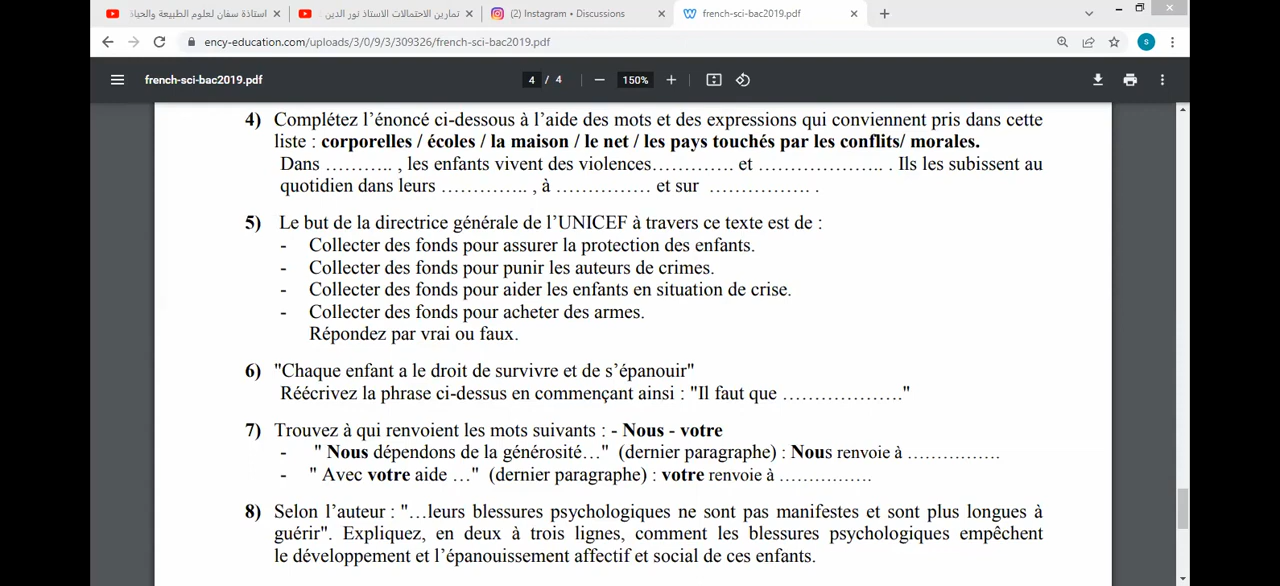 استاذة سفان لعلوم الطبيعة والحياة
تمارين الاحتمالات الاستاذ نور الدين
(2) Instagram • Discussions
french-sci-bac2019.pdf
ency-education.com/uploads/3/0/9/3/309326/french-sci-bac2019.pdf
s
french-sci-bac2019.pdf
4 / 4
150%
4) Complétez l’énoncé ci-dessous à l’aide des mots et des expressions qui conviennent pris dans cette
liste : corporelles / écoles / la maison / le net / les pays touchés par les conflits/ morales.
Dans ……….. , les enfants vivent des violences…………. et ……………….. . Ils les subissent au
quotidien dans leurs ………….. , à …………… et sur ……………. .
5) Le but de la directrice générale de l’UNICEF à travers ce texte est de :
- Collecter des fonds pour assurer la protection des enfants.
- Collecter des fonds pour punir les auteurs de crimes.
- Collecter des fonds pour aider les enfants en situation de crise.
- Collecter des fonds pour acheter des armes.
Répondez par vrai ou faux.
6) "Chaque enfant a le droit de survivre et de s’épanouir"
Réécrivez la phrase ci-dessus en commençant ainsi : "Il faut que ………………."
7) Trouvez à qui renvoient les mots suivants : - Nous - votre
- " Nous dépendons de la générosité…" (dernier paragraphe) : Nous renvoie à ……………
- " Avec votre aide …" (dernier paragraphe) : votre renvoie à ……………
8) Selon l’auteur : "…leurs blessures psychologiques ne sont pas manifestes et sont plus longues à
guérir". Expliquez, en deux à trois lignes, comment les blessures psychologiques empêchent
le développement et l’épanouissement affectif et social de ces enfants.